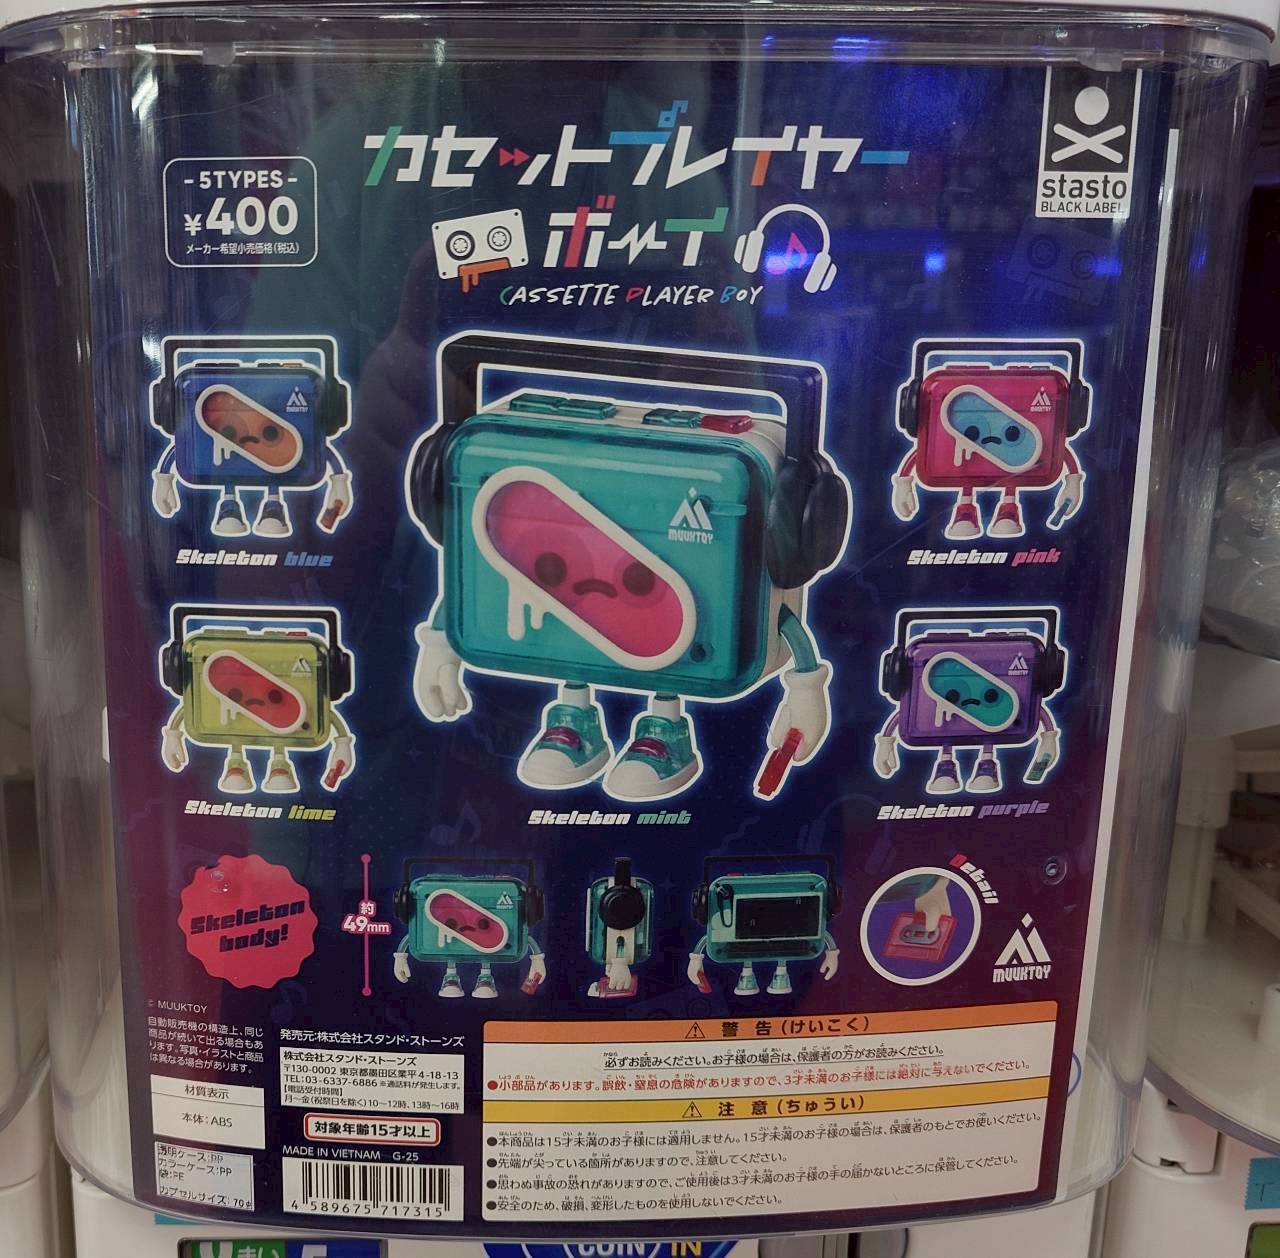 カセットプレイヤー
ボーイ
CASSETTE PLAYER BOY
-5TYPES-
¥400
メーカー希望小売価格(税込)
stasto
BLACK LABEL
MUUKTOY
MUUKTOY
MUUKTOY
Skeleton blue
Skeleton pink
MUUKTOY
MUUKTOY
Skeleton lime
Skeleton mint
Skeleton purple
Skeleton body!
約
49mm
MUUKTOY
Detail
MUUKTOY
© MUUKTOY
自動販売機の構造上、同じ
商品が続いて出る場合もあ
ります。写真・イラストと商品
は異なる場合があります。
材質表示
本体:ABS
透明ケース:PP
カラーケース:PP
袋:PE
カプセルサイズ:70φ
発売元:株式会社スタンド・ストーンズ
株式会社スタンド・ストーンズ
〒130-0002 東京都墨田区業平4-18-13
TEL:03-6337-6886 ※通話料が発生します。
【電話受付時間】
月~金(祝祭日を除く)10~12時、13時~16時
対象年齢15才以上
MADE IN VIETNAM G-25
4 589675 717315
⚠ 警告(けいこく)
必ずお読みください。お子様の場合は、保護者の方がお読みください。
●小部品があります。誤飲・窒息の危険がありますので、3才未満のお子様には絶対に与えないでください。
⚠ 注意(ちゅうい)
●本商品は15才未満のお子様には適用しません。15才未満のお子様の場合は、保護者のもとでお使いください。
●先端が尖っている箇所がありますので、注意してください。
●思わぬ事故の恐れがありますので、ご使用後は3才未満のお子様の手の届かないところに保管してください。
●安全のため、破損、変形したものを使用しないでください。
COIN IN